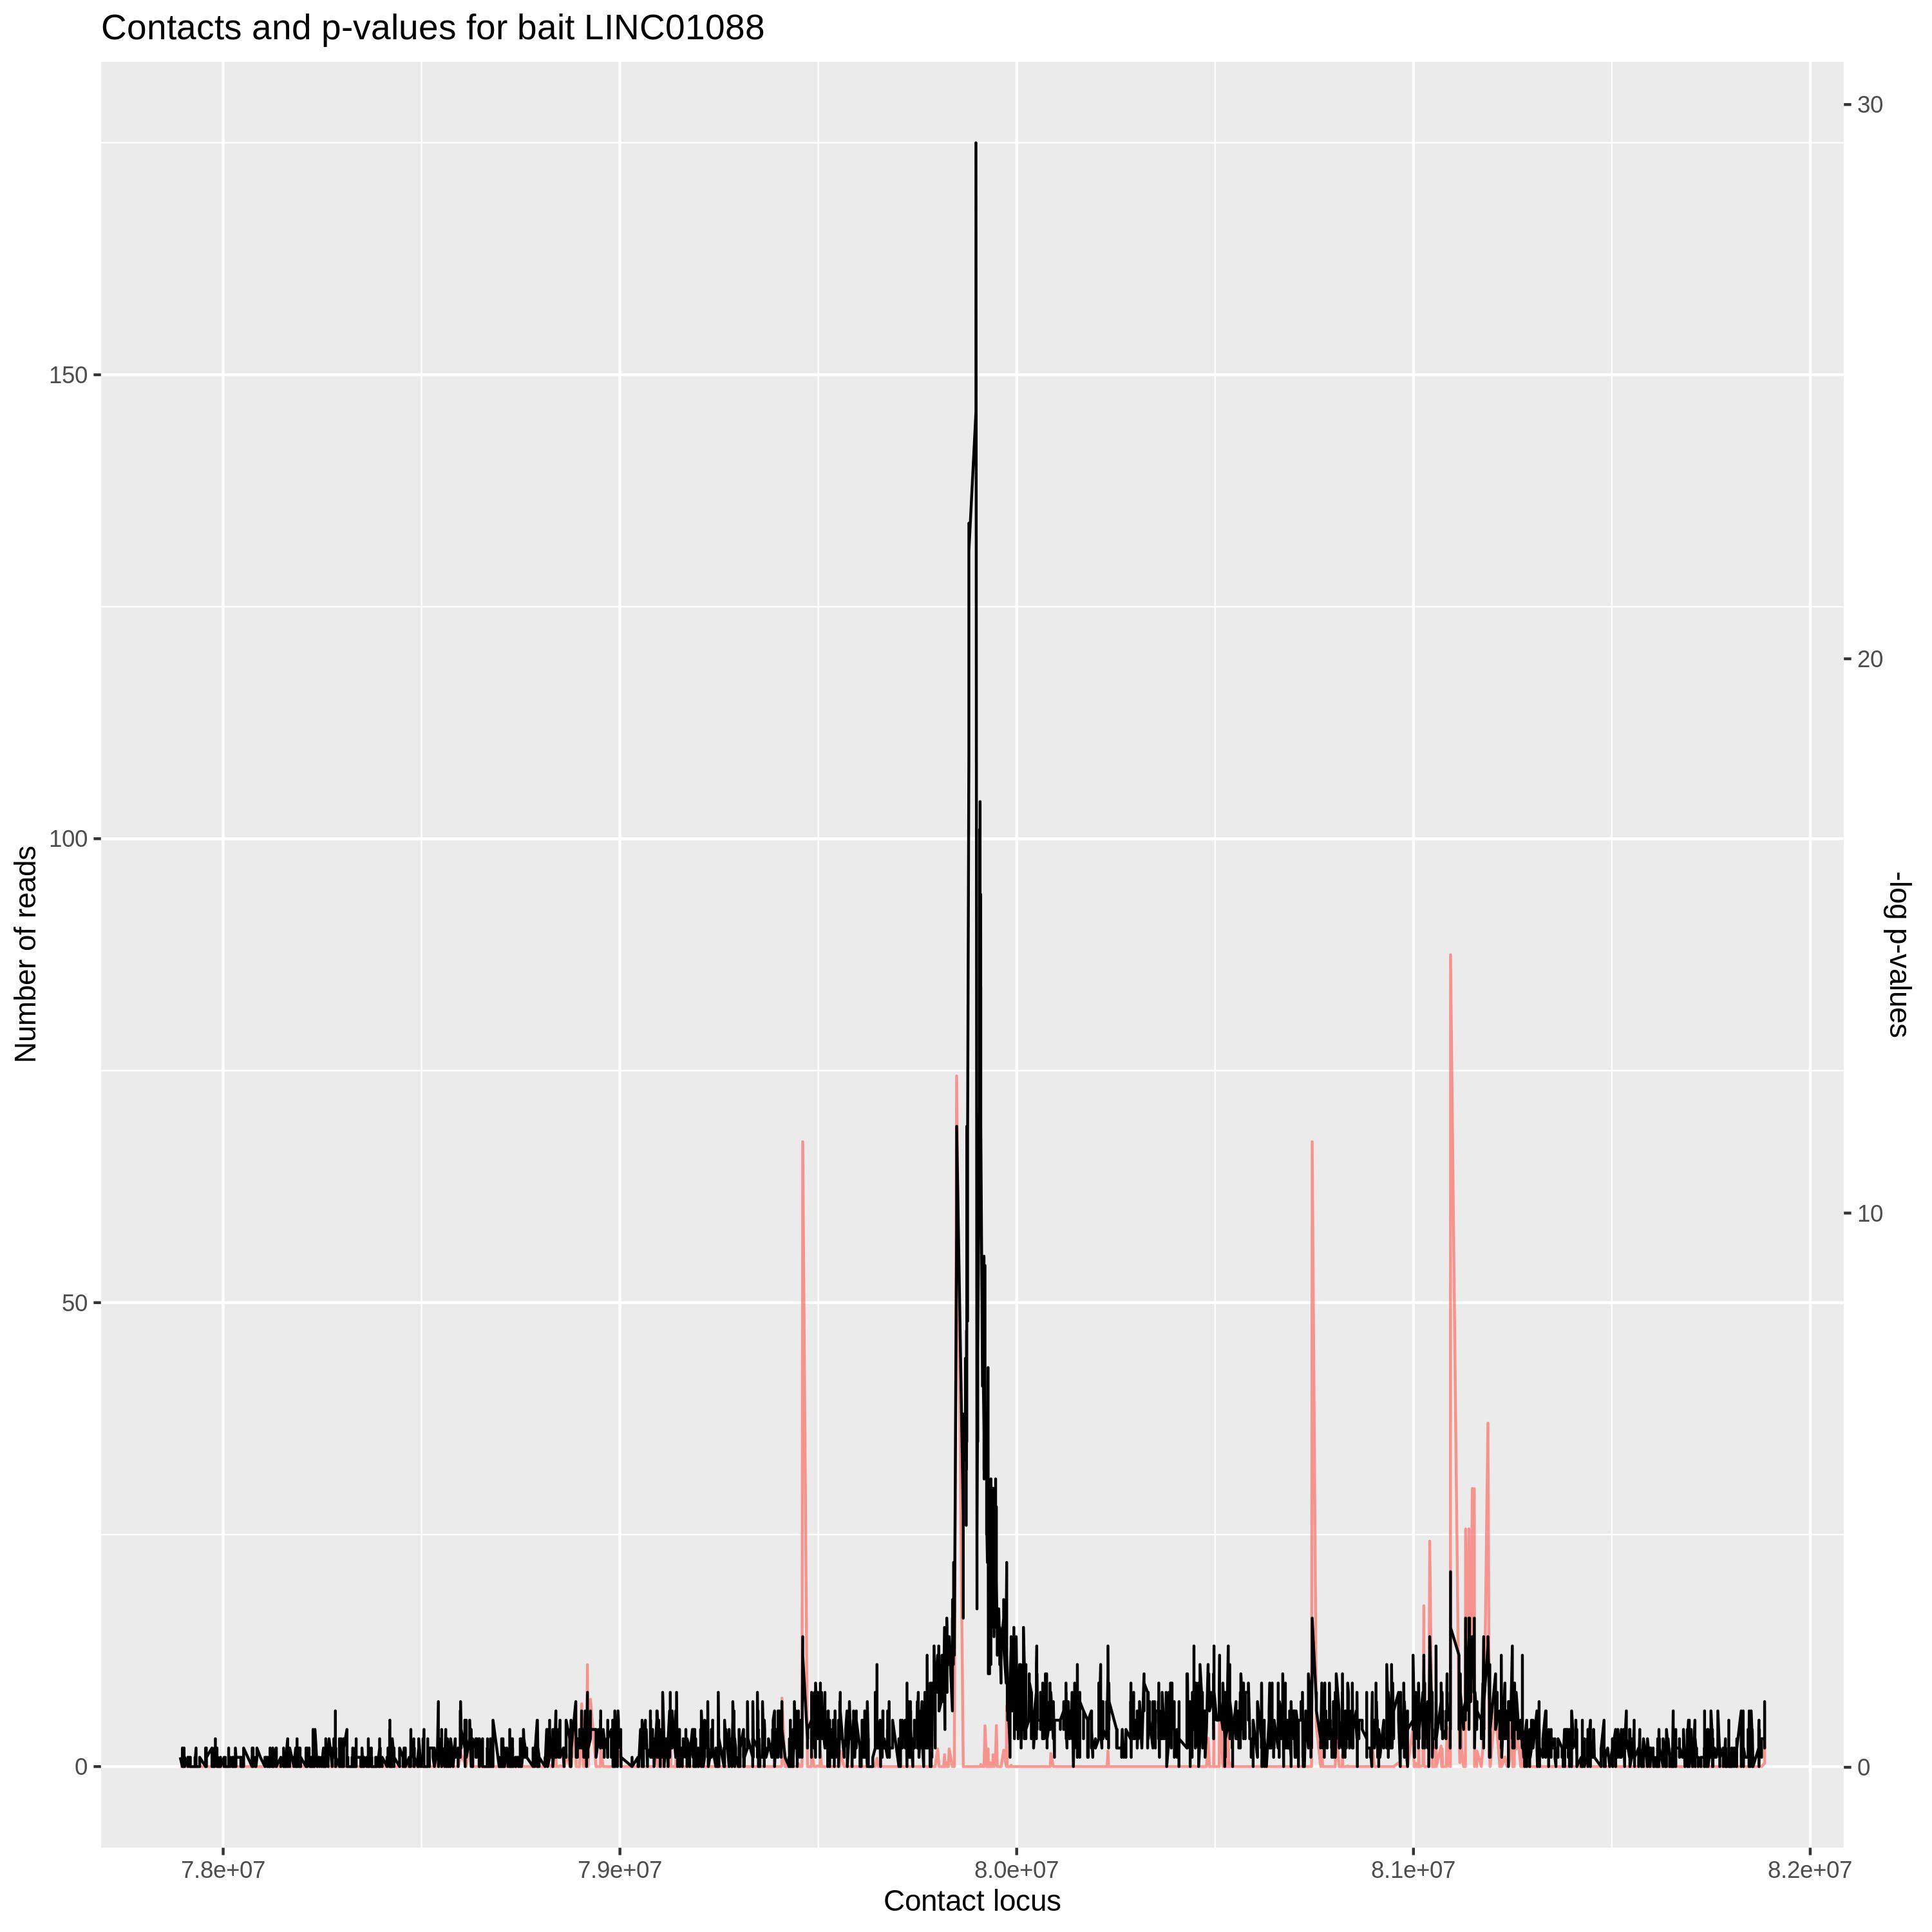 Contacts and p-values for bait LINC01088
30
150
20
100
Number of reads
-log p-values
10
50
0
0
7.8e+07
7.9e+07
8.0e+07
8.1e+07
8.2e+07
Contact locus